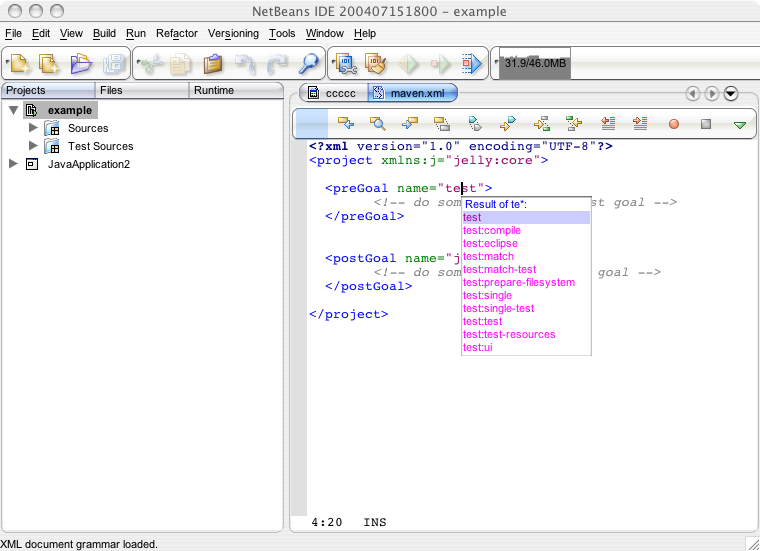 NetBeans IDE 200407151800 – example
File Edit View Build Run Refactor Versioning Tools Window Help
31.9/46.0MB
Projects Files Runtime
example
Sources
Test Sources
JavaApplication2
ccccc maven.xml
<?xml version="1.0" encoding="UTF-8"?>
<project xmlns:j="jelly:core">
<preGoal name="test">
<!-- do som st goal -->
</preGoal>
<postGoal name="j
<!-- do som goal -->
</postGoal>
</project>
Result of te*:
test
test:compile
test:eclipse
test:match
test:match-test
test:prepare-filesystem
test:single
test:single-test
test:test
test:test-resources
test:ui
4:20 INS
XML document grammar loaded.